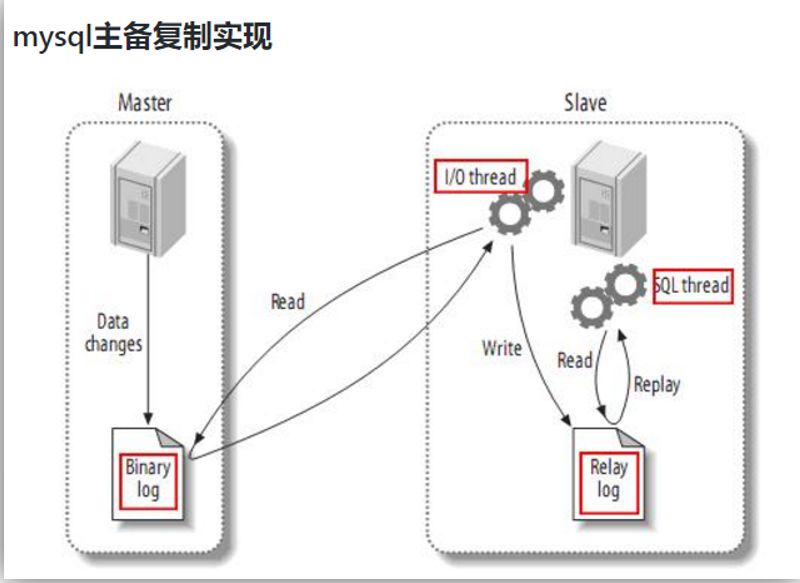 mysql主备复制实现
Master
Slave
I/O thread
SQL thread
Read
Data
changes
Write
Read
Replay
Binary
log
Relay
log